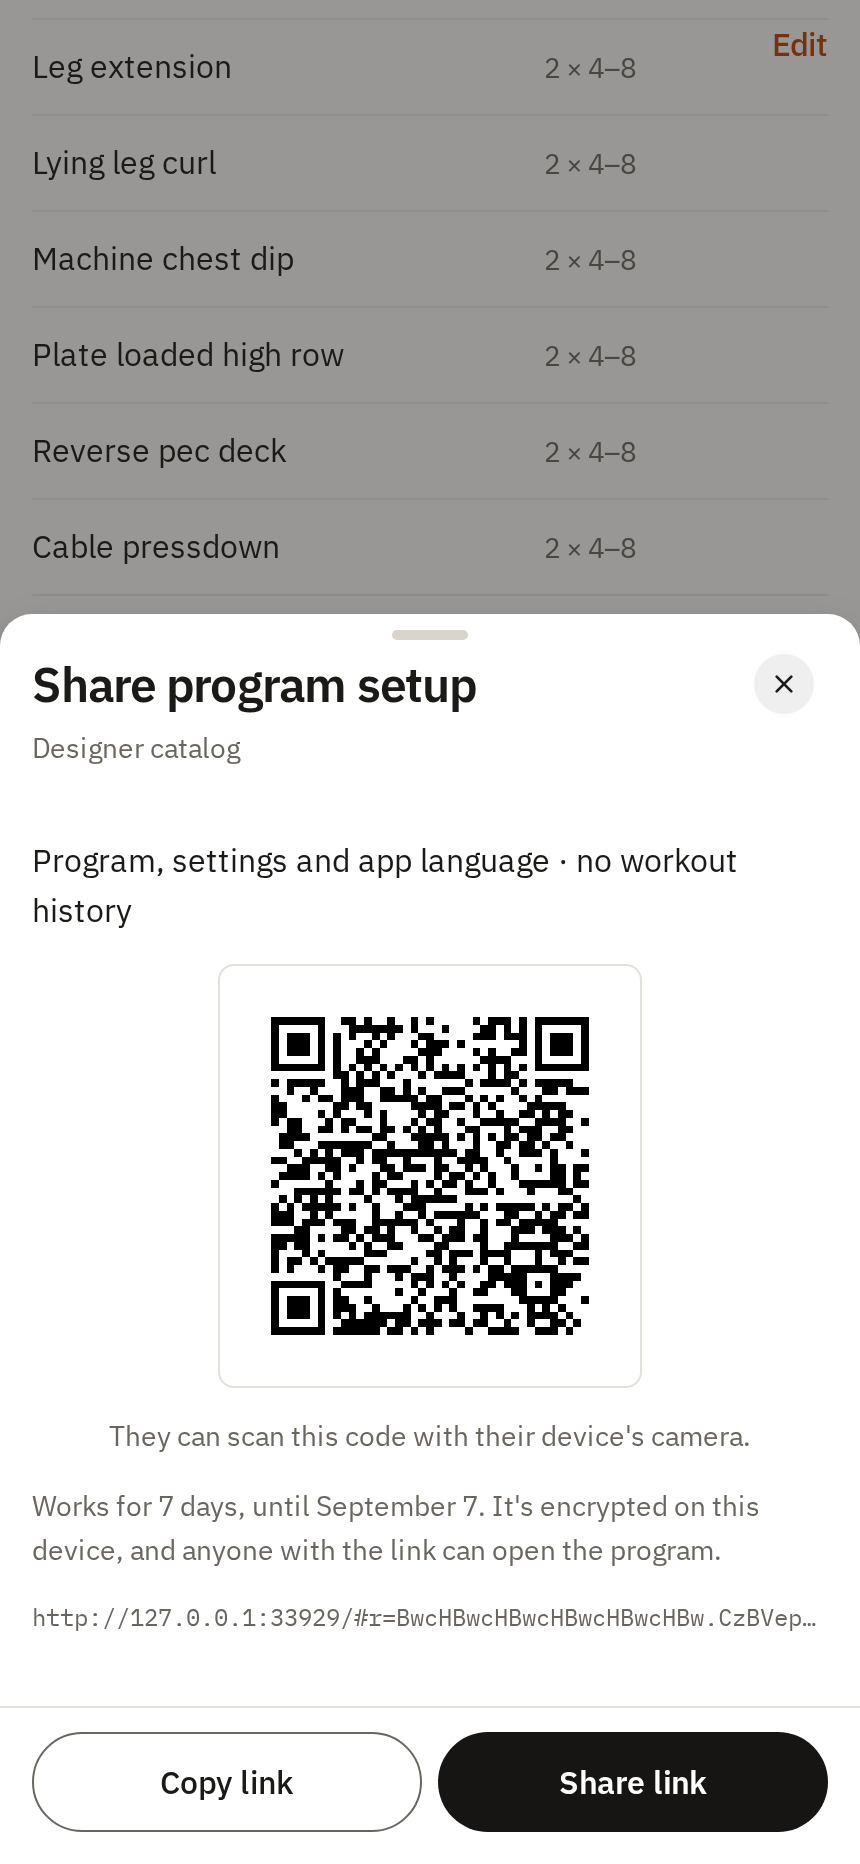 Edit
Leg extension 2 × 4–8
Lying leg curl 2 × 4–8
Machine chest dip 2 × 4–8
Plate loaded high row 2 × 4–8
Reverse pec deck 2 × 4–8
Cable pressdown 2 × 4–8
Share program setup
Designer catalog
Program, settings and app language · no workout
history
They can scan this code with their device's camera.
Works for 7 days, until September 7. It's encrypted on this
device, and anyone with the link can open the program.
http://127.0.0.1:33929/#r=BwcHBwcHBwcHBwcHBwcHBw.CzBVep…
Copy link
Share link